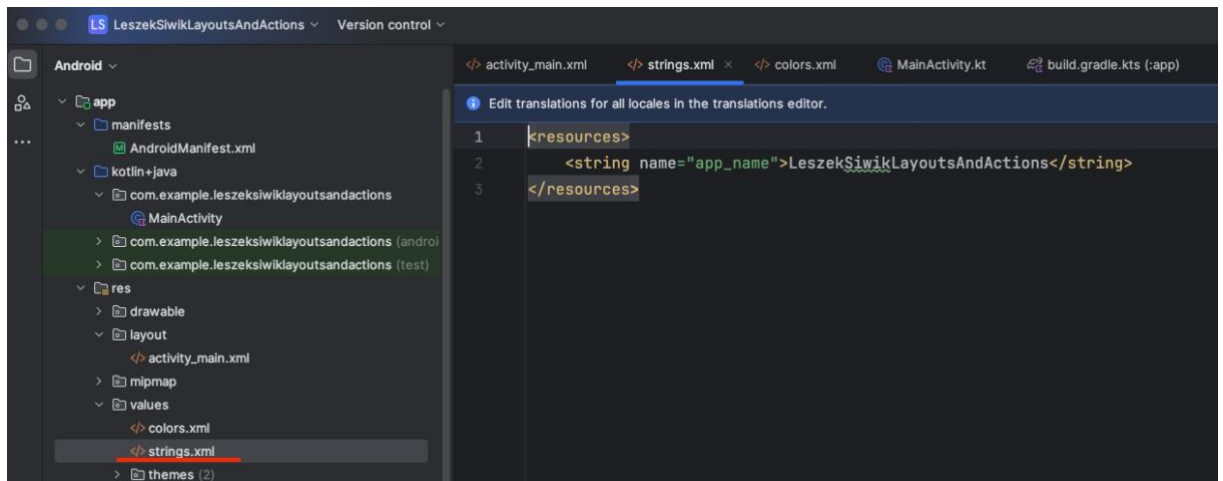 LS LeszekSiwikLayoutsAndActions Version control
Android
activity_main.xml strings.xml colors.xml MainActivity.kt build.gradle.kts (:app)
app
manifests
AndroidManifest.xml
kotlin+java
com.example.leszeksiwiklayoutsandactions
MainActivity
com.example.leszeksiwiklayoutsandactions (androi
com.example.leszeksiwiklayoutsandactions (test)
res
drawable
layout
activity_main.xml
mipmap
values
colors.xml
strings.xml
themes (2)
Edit translations for all locales in the translations editor.
1 <resources>
2 <string name="app_name">LeszekSiwikLayoutsAndActions</string>
3 </resources>